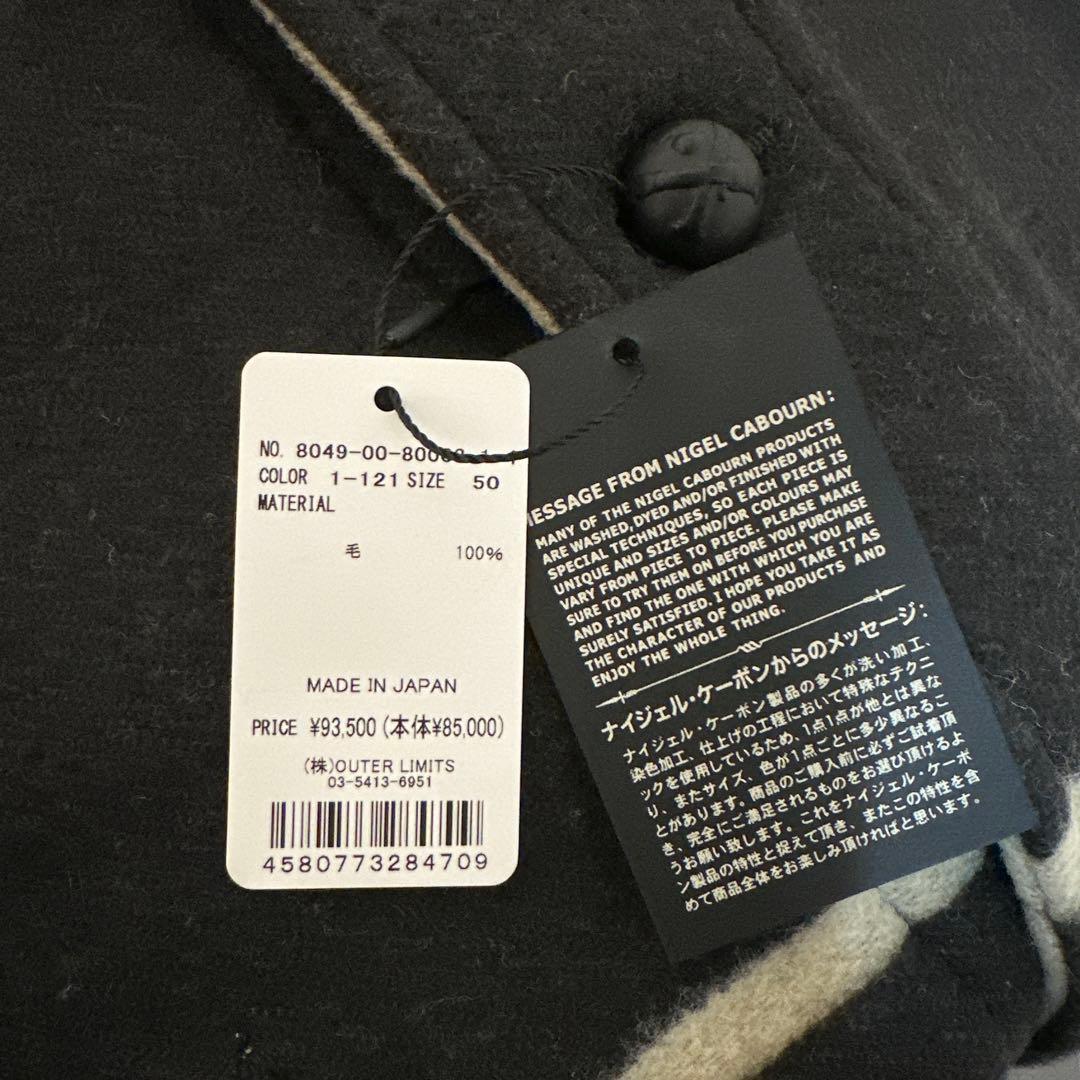 NO. 8049-00-8000
COLOR 1-121 SIZE 50
MATERIAL
毛 100%
MADE IN JAPAN
PRICE ¥93,500(本体¥85,000)
(株)OUTER LIMITS
03-5413-6951
4580773284709
MESSAGE FROM NIGEL CABOURN:
MANY OF THE NIGEL CABOURN PRODUCTS
ARE WASHED, DYED AND/OR FINISHED WITH
SPECIAL TECHNIQUES, SO EACH PIECE IS
UNIQUE AND SIZES AND/OR COLOURS MAY
VARY FROM PIECE TO PIECE. PLEASE MAKE
SURE TO TRY THEM ON BEFORE YOU PURCHASE
AND FIND THE ONE WITH WHICH YOU ARE
SURELY SATISFIED. I HOPE YOU TAKE IT AS
THE CHARACTER OF OUR PRODUCTS AND
ENJOY THE WHOLE THING.
ナイジェル・ケーボンからのメッセージ:
ナイジェル・ケーボン製品の多くが洗い加工、
染色加工、仕上げの工程において特殊なテクニ
ックを使用しているため、1点1点が他とは異な
り、またサイズ、色が1点ごとに多少異なるこ
とがあります。商品のご購入前に必ずご試着頂
き、完全にご満足されるものをお選び頂けるよ
うお願い致します。これをナイジェル・ケーボ
ン製品の特性と捉えて頂き、またこの特性を含
めて商品全体をお楽しみ頂ければと思います。